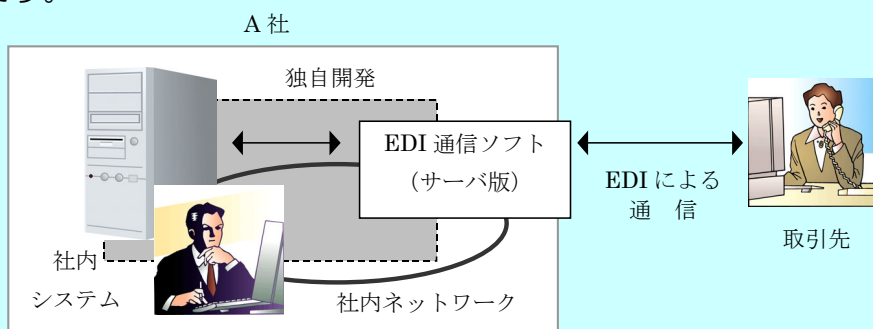 A 社
独自開発
EDI 通信ソフト
(サーバ版)
EDI による
通 信
取引先
社内
システム
社内ネットワーク